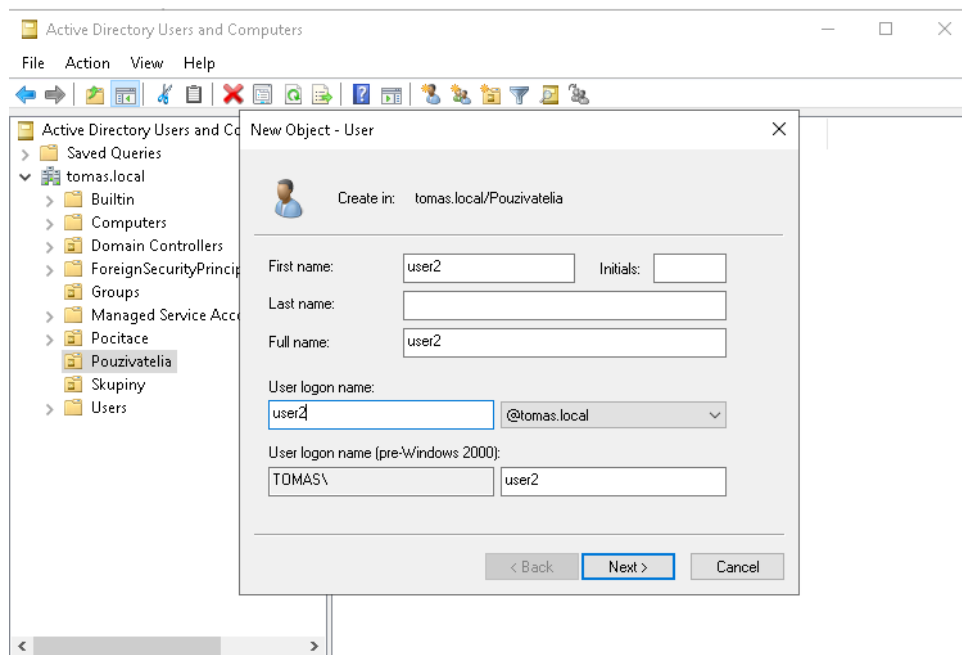 Active Directory Users and Computers
File Action View Help
Active Directory Users and Co
Saved Queries
tomas.local
Builtin
Computers
Domain Controllers
ForeignSecurityPrincip
Groups
Managed Service Acco
Pocitace
Pouzivatelia
Skupiny
Users
New Object - User
Create in: tomas.local/Pouzivatelia
First name: user2 Initials:
Last name:
Full name: user2
User logon name:
user2 @tomas.local
User logon name (pre-Windows 2000):
TOMAS\ user2
< Back Next > Cancel